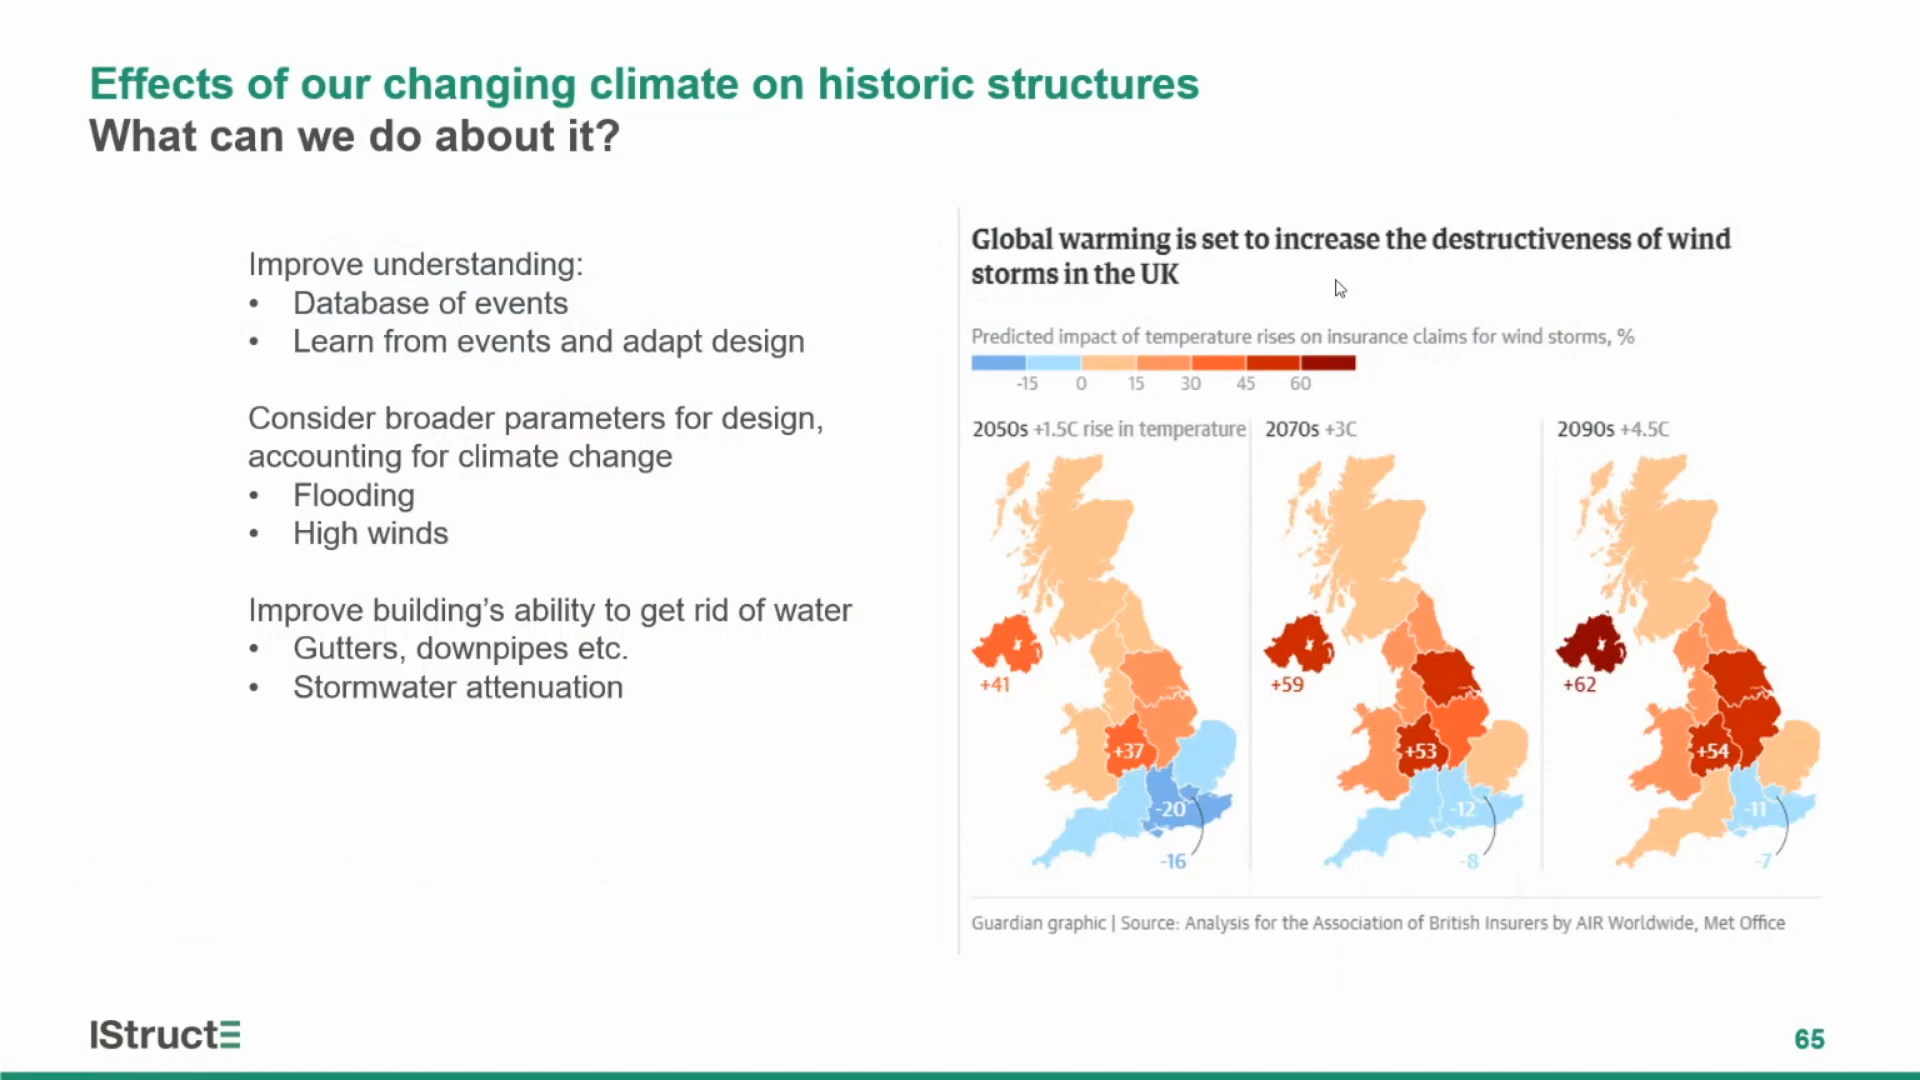 Effects of our changing climate on historic structures
What can we do about it?
Improve understanding:
• Database of events
• Learn from events and adapt design
Consider broader parameters for design,
accounting for climate change
• Flooding
• High winds
Improve building’s ability to get rid of water
• Gutters, downpipes etc.
• Stormwater attenuation
Global warming is set to increase the destructiveness of wind
storms in the UK
Predicted impact of temperature rises on insurance claims for wind storms, %
-15 0 15 30 45 60
2050s +1.5C rise in temperature
+41
+37
-20
-16
2070s +3C
+59
+53
-12
-8
2090s +4.5C
+62
+54
-11
-7
Guardian graphic | Source: Analysis for the Association of British Insurers by AIR Worldwide, Met Office
IStructE
65